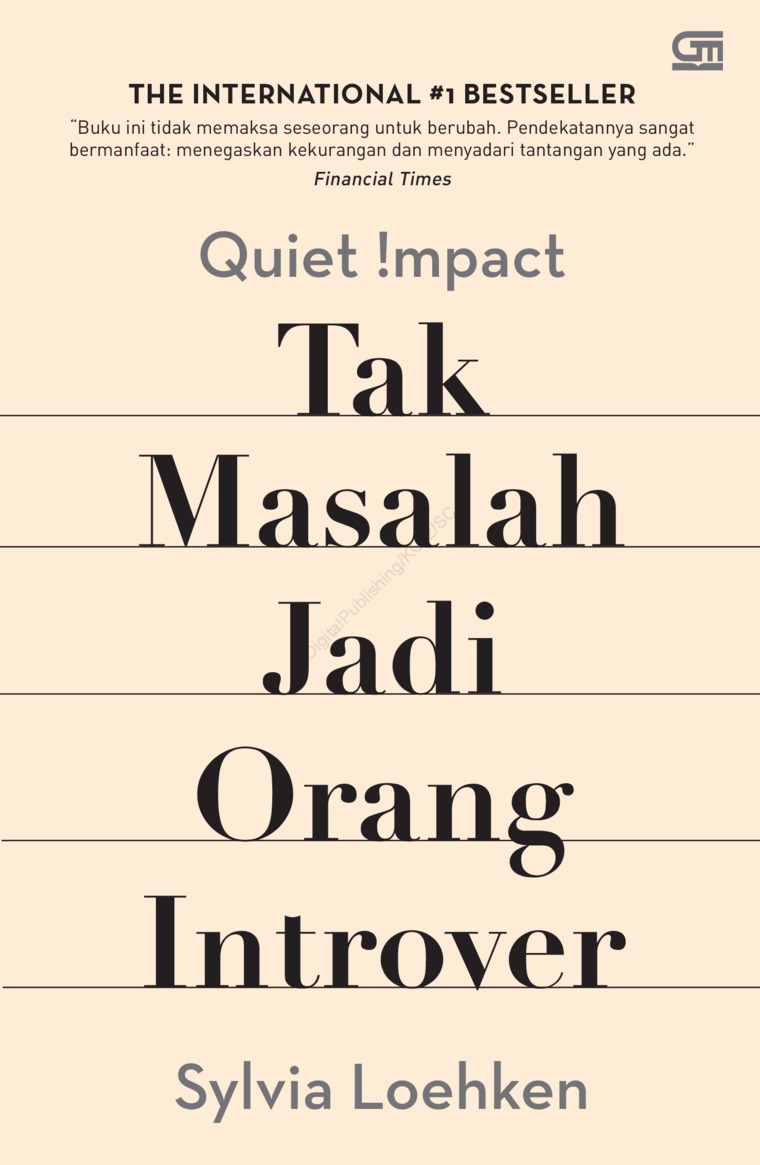 GM
THE INTERNATIONAL #1 BESTSELLER
“Buku ini tidak memaksa seseorang untuk berubah. Pendekatannya sangat
bermanfaat: menegaskan kekurangan dan menyadari tantangan yang ada.”
Financial Times
Quiet !mpact
Tak
Masalah
Jadi
Orang
Introver
Sylvia Loehken